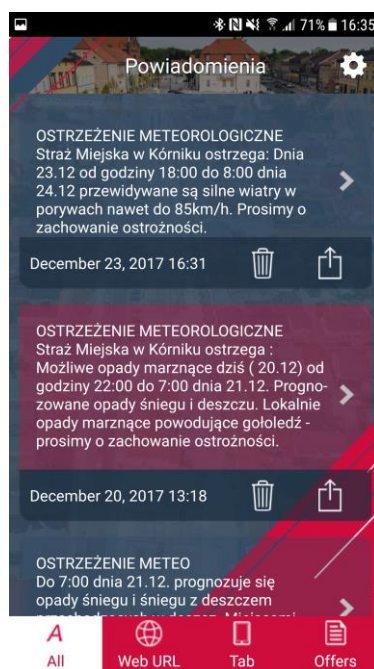 71% 16:35
Powiadomienia
OSTRZEŻENIE METEOROLOGICZNE
Straż Miejska w Kórniku ostrzega: Dnia
23.12 od godziny 18:00 do 8:00 dnia
24.12 przewidywane są silne wiatry w
porywach nawet do 85km/h. Prosimy o
zachowanie ostrożności.
December 23, 2017 16:31
OSTRZEŻENIE METEOROLOGICZNE
Straż Miejska w Kórniku ostrzega :
Możliwe opady marznące dziś ( 20.12) od
godziny 22:00 do 7:00 dnia 21.12. Progno-
zowane opady śniegu i deszczu. Lokalnie
opady marznące powodujące gołoledź -
prosimy o zachowanie ostrożności.
December 20, 2017 13:18
OSTRZEŻENIE METEO
Do 7:00 dnia 21.12. prognozuje się
opady śniegu i śniegu z deszczem
A
All Web URL Tab Offers